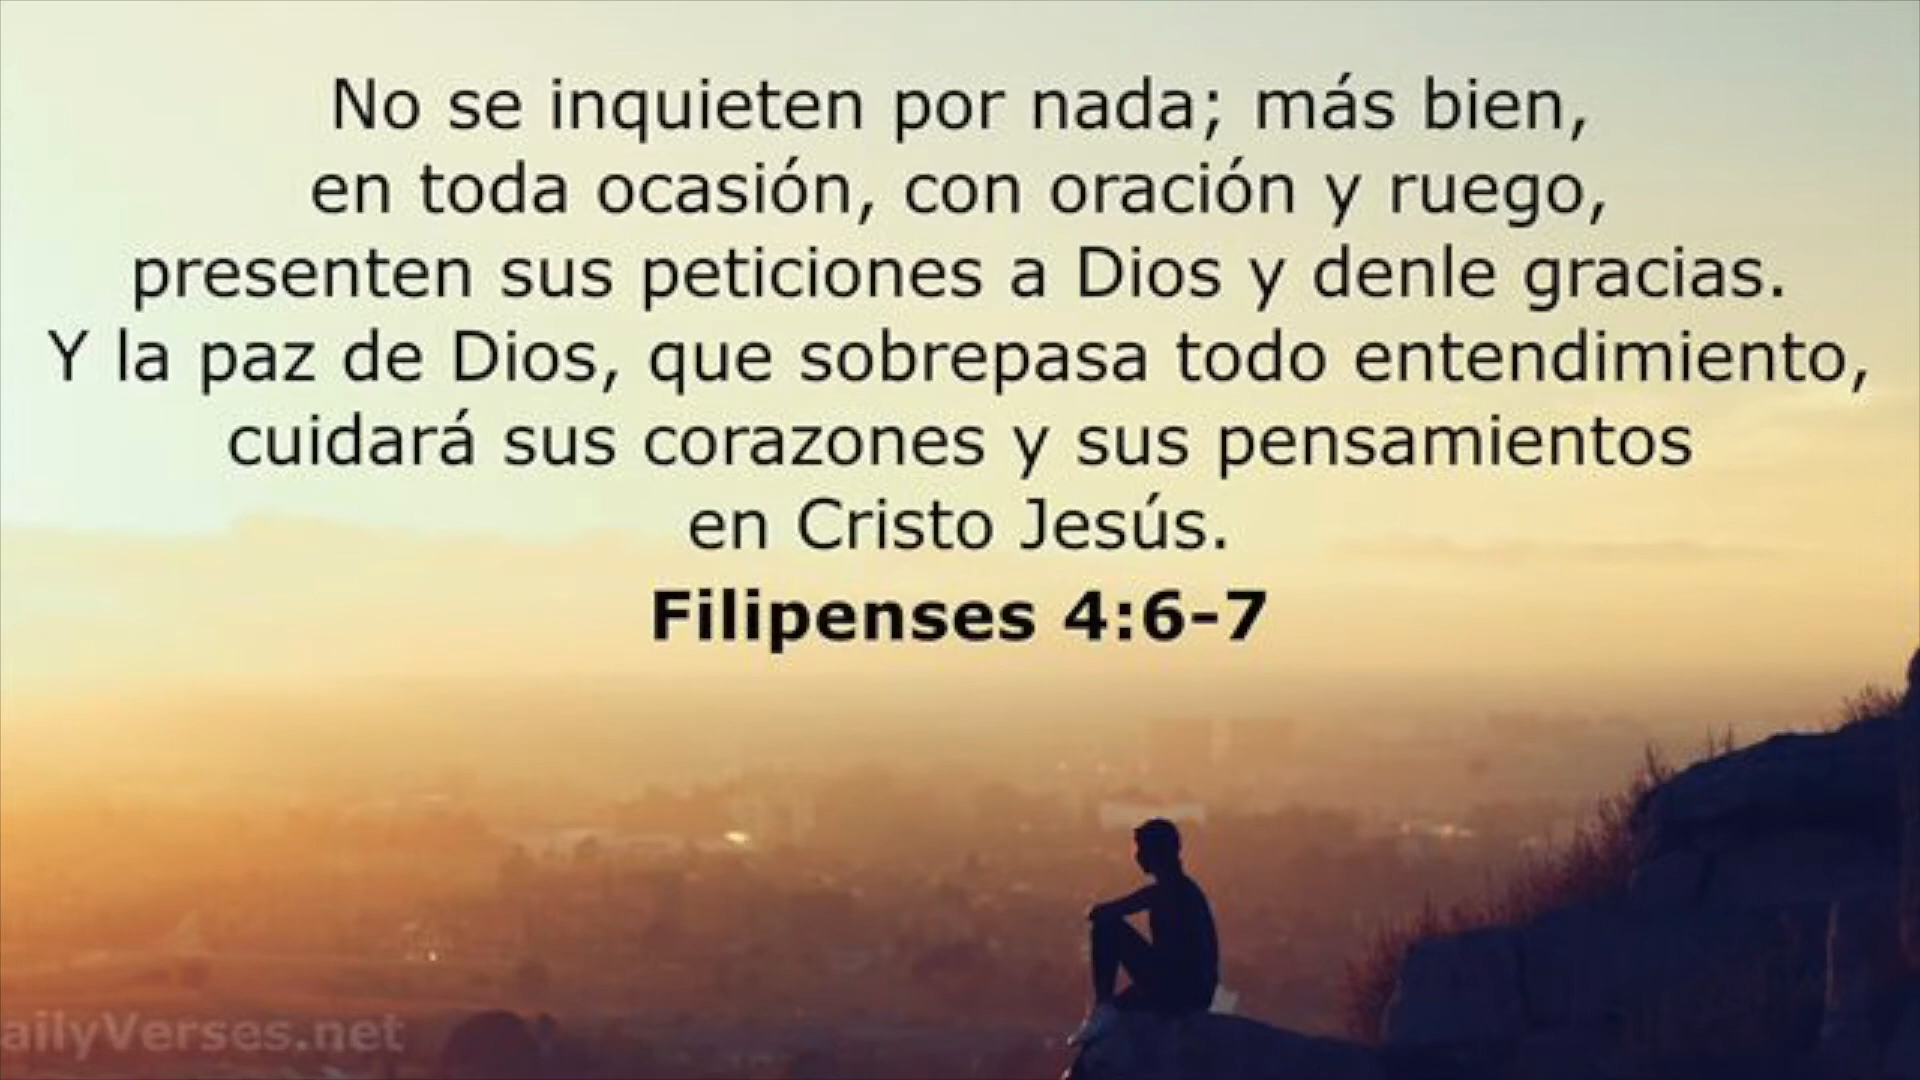 No se inquieten por nada; más bien,
en toda ocasión, con oración y ruego,
presenten sus peticiones a Dios y denle gracias.
Y la paz de Dios, que sobrepasa todo entendimiento,
cuidará sus corazones y sus pensamientos
en Cristo Jesús.
Filipenses 4:6-7
ailyVerses.net